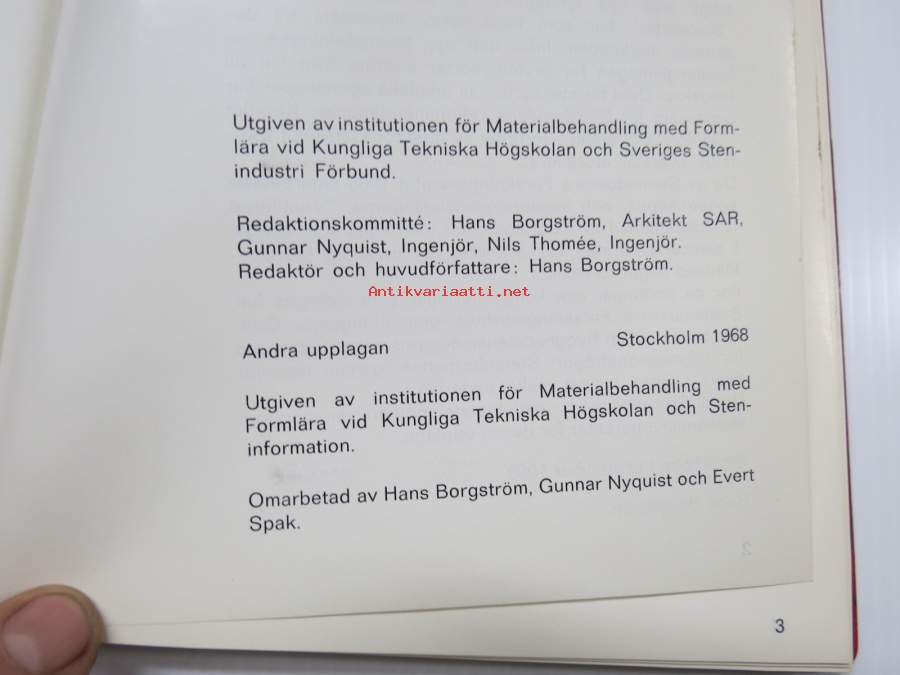 Utgiven av institutionen för Materialbehandling med Form-
lära vid Kungliga Tekniska Högskolan och Sveriges Sten-
industri Förbund.
Redaktionskommitté: Hans Borgström, Arkitekt SAR,
Gunnar Nyquist, Ingenjör, Nils Thomée, Ingenjör.
Redaktör och huvudförfattare: Hans Borgström.
Antikvariaatti.net
Andra upplagan Stockholm 1968
Utgiven av institutionen för Materialbehandling med
Formlära vid Kungliga Tekniska Högskolan och Sten-
information.
Omarbetad av Hans Borgström, Gunnar Nyquist och Evert
Spak.
2
3